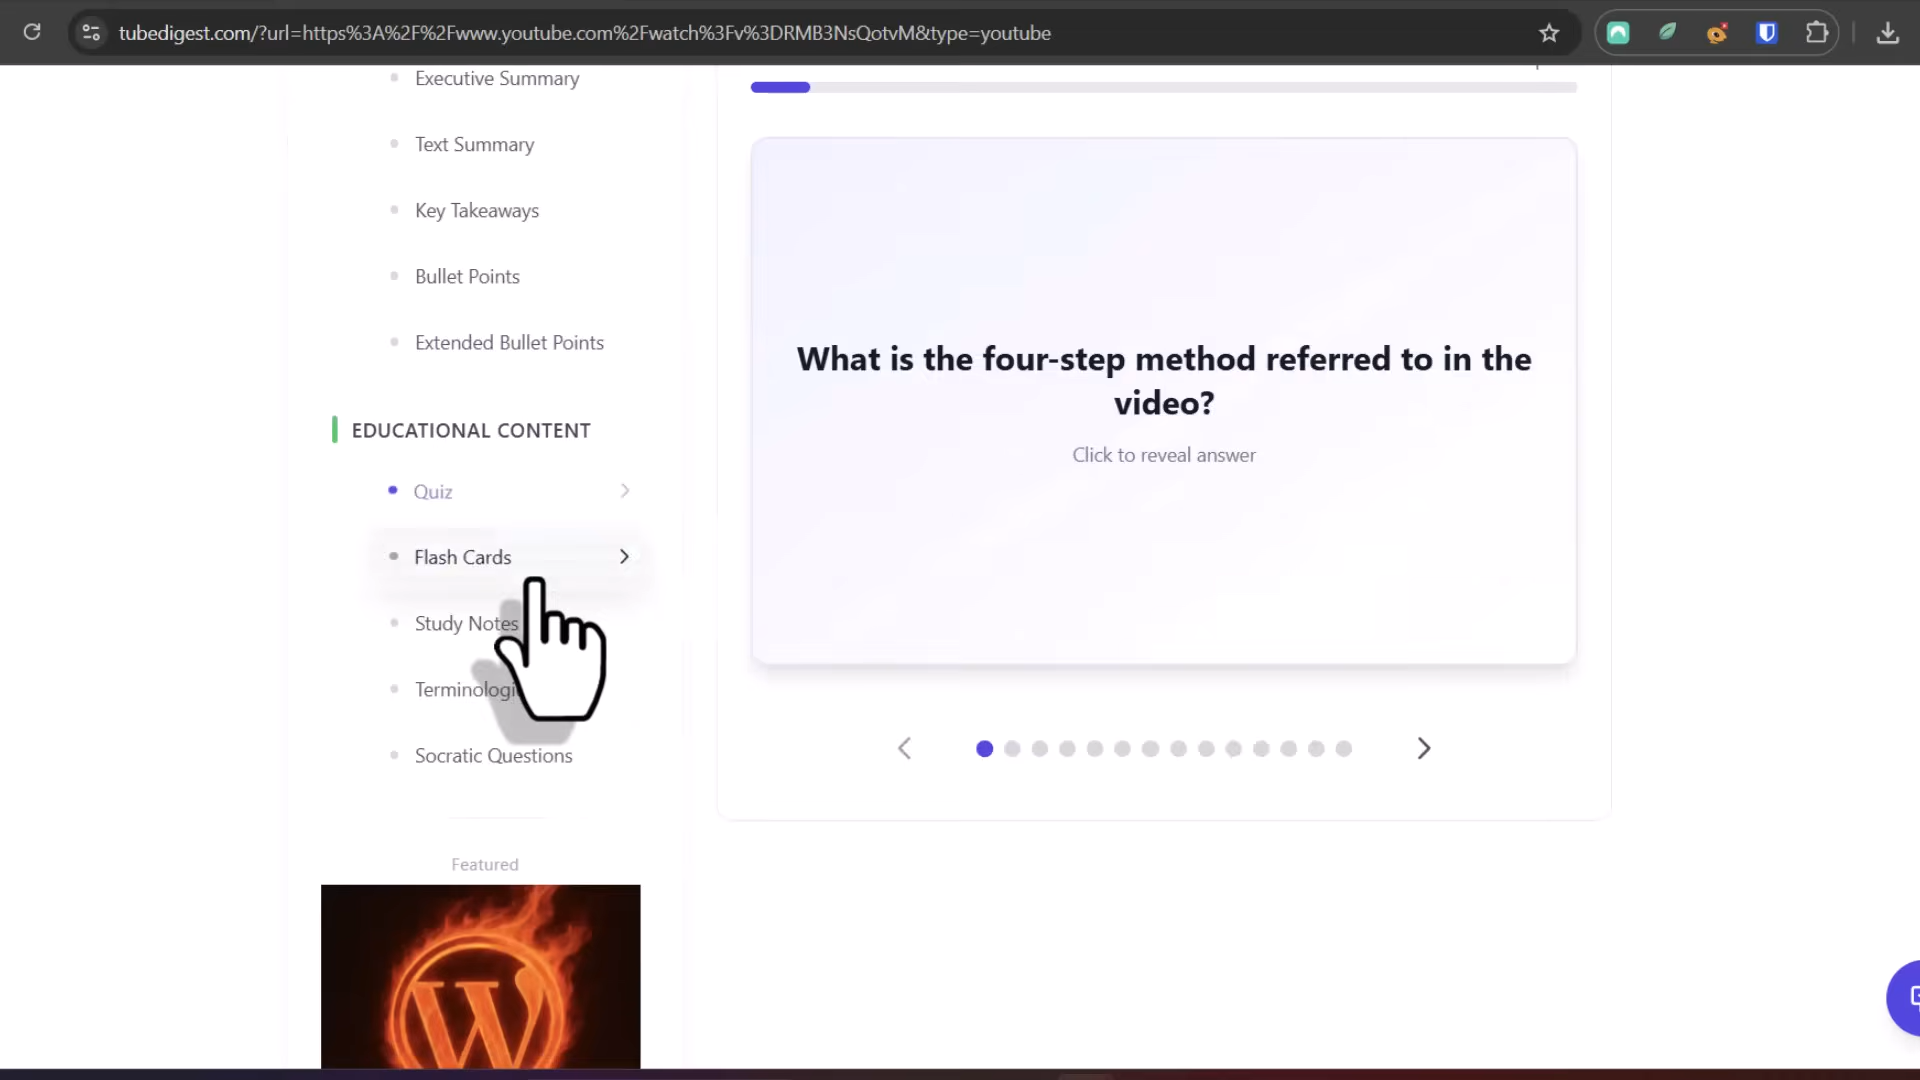 tubedigest.com/?url=https%3A%2F%2Fwww.youtube.com%2Fwatch%3Fv%3DRMB3NsQotvM&type=youtube
Executive Summary
Text Summary
Key Takeaways
Bullet Points
Extended Bullet Points
EDUCATIONAL CONTENT
Quiz
Flash Cards
Study Notes
Terminologi
Socratic Questions
Featured
W
What is the four-step method referred to in the
video?
Click to reveal answer